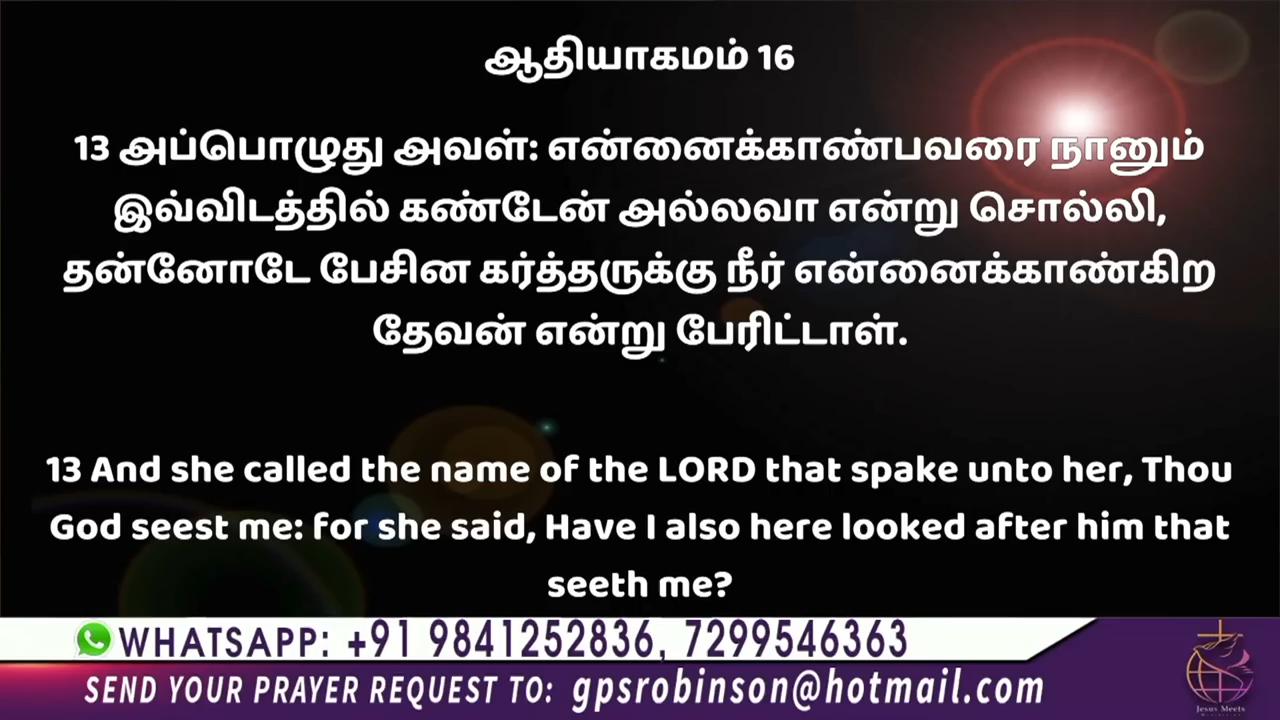 ஆதியாகமம் 16
13 அப்பொழுது அவள்: என்னைக்காண்பவரை நானும்
இவ்விடத்தில் கண்டேன் அல்லவா என்று சொல்லி,
தன்னோடே பேசின கர்த்தருக்கு நீர் என்னைக்காண்கிற
தேவன் என்று பேரிட்டாள்.
13 And she called the name of the LORD that spake unto her, Thou
God seest me: for she said, Have I also here looked after him that
seeth me?
WHATSAPP: +91 9841252836, 7299546363
SEND YOUR PRAYER REQUEST TO: gpsrobinson@hotmail.com
Jesus Meets